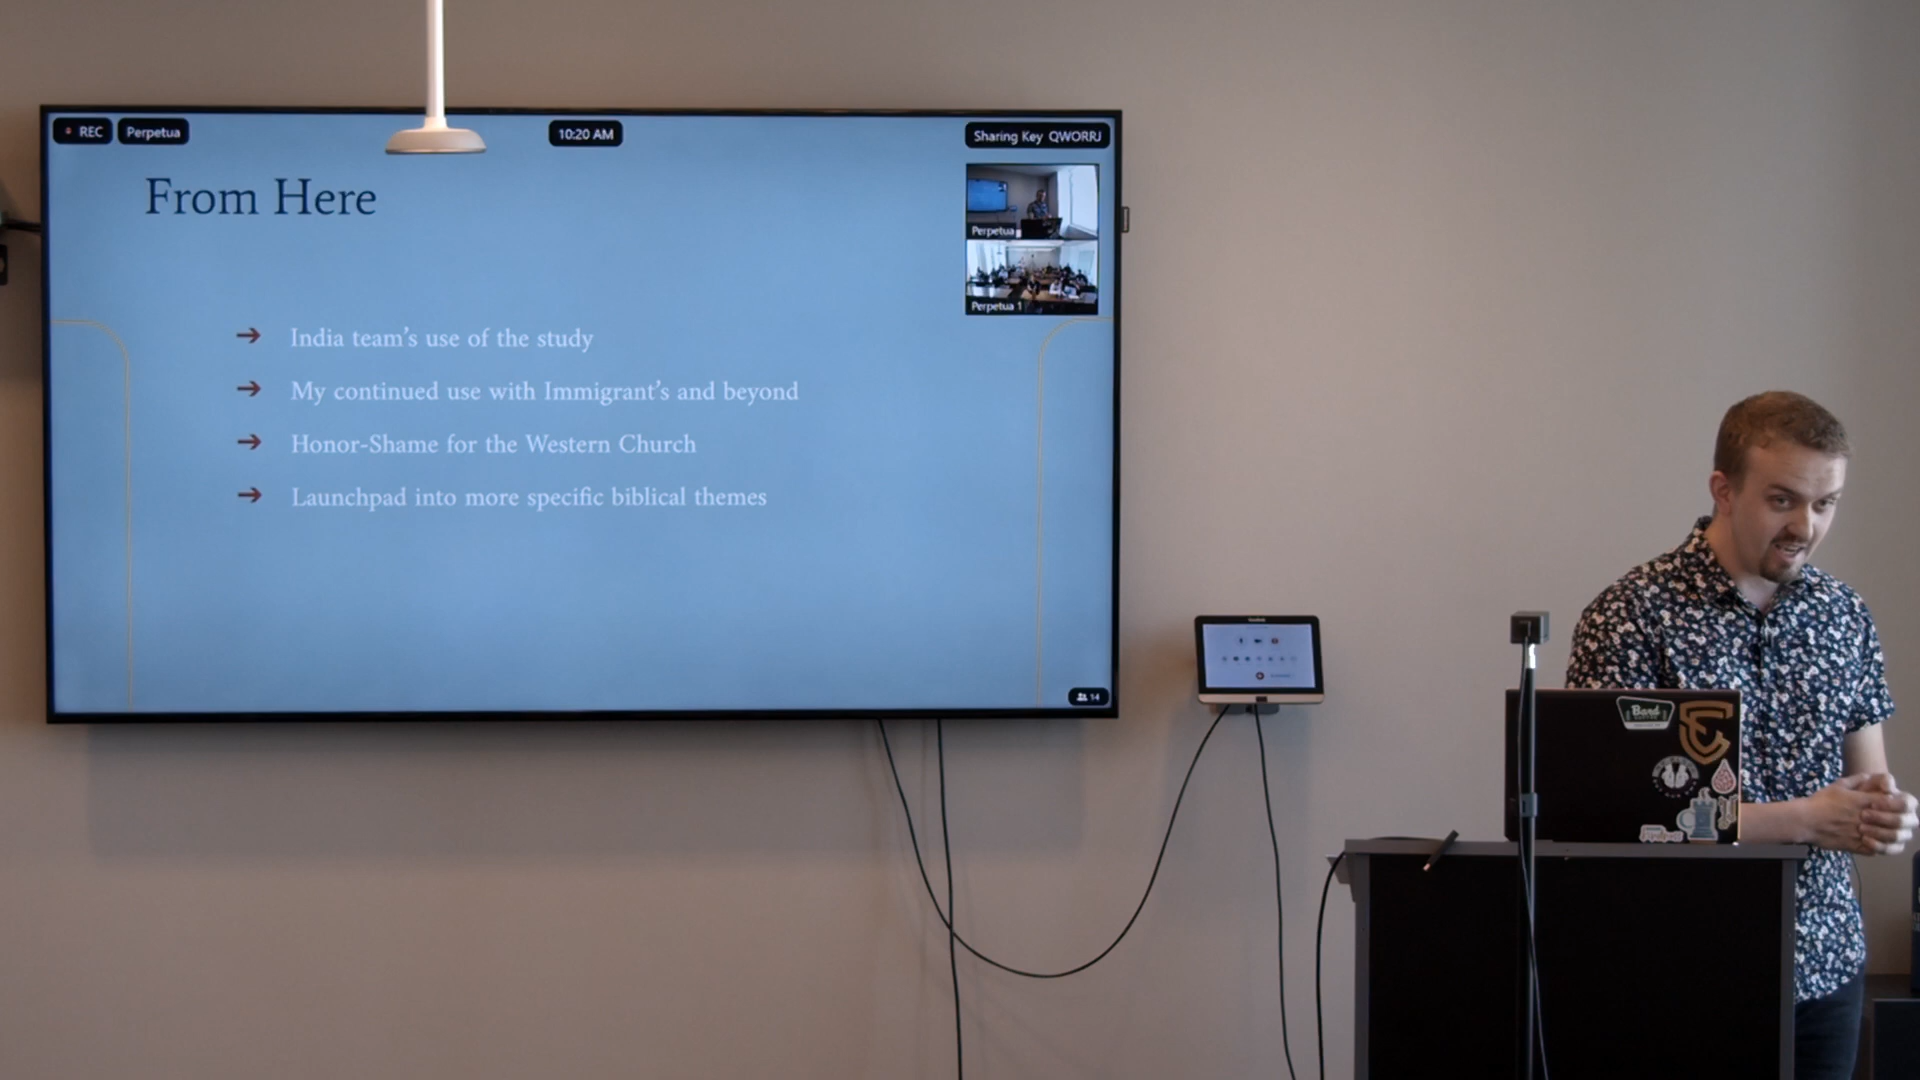 REC
Perpetua
10:20 AM
Sharing Key QWORRJ
From Here
Perpetua
Perpetua 1
→ India team's use of the study
→ My continued use with Immigrant's and beyond
→ Honor-Shame for the Western Church
→ Launchpad into more specific biblical themes
14
Bard